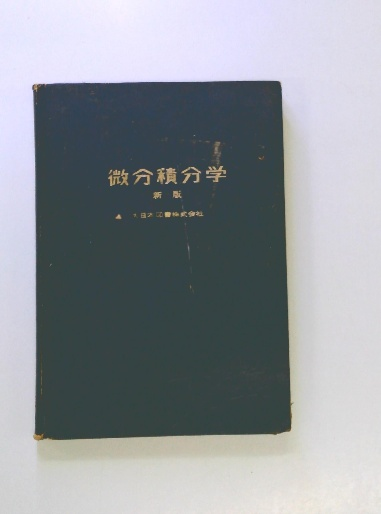 微分積分学
新版
大日本図書株式会社